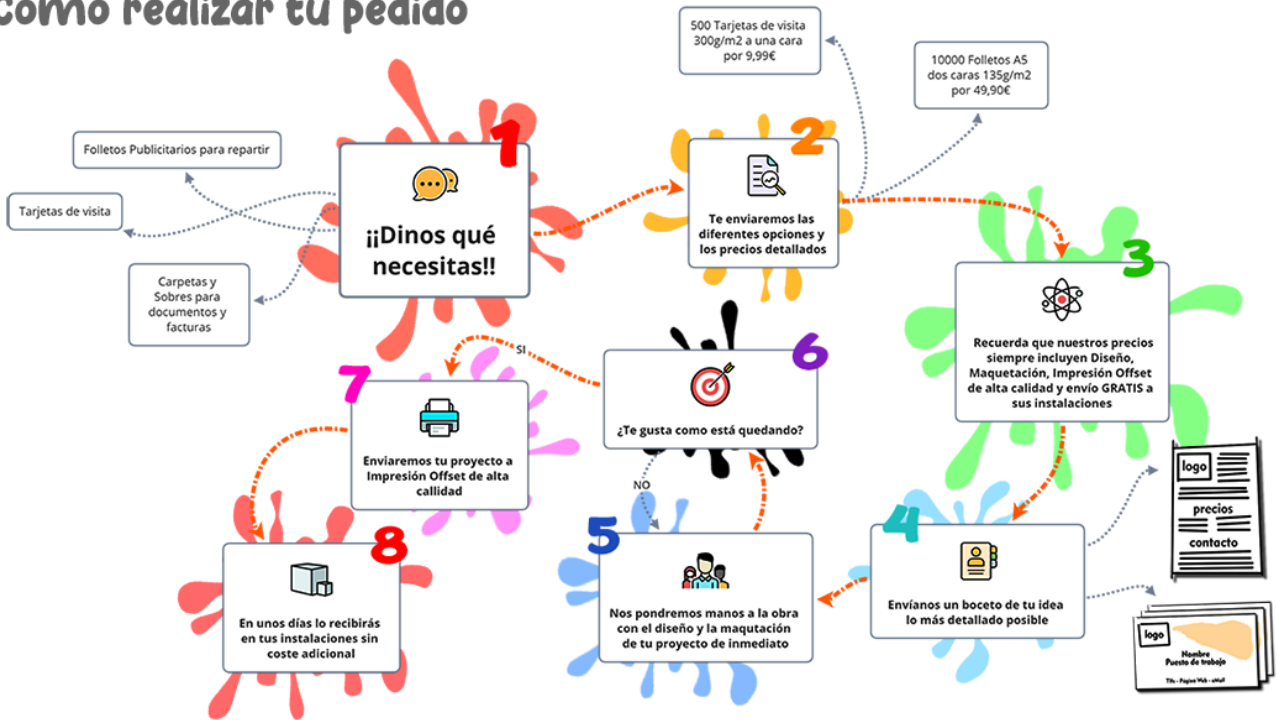 Como realizar tu pedido
1
¡¡Dinos qué
necesitas!!
Folletos Publicitarios para repartir
Tarjetas de visita
Carpetas y
Sobres para
documentos y
facturas
2
Te enviaremos las
diferentes opciones y
los precios detallados
500 Tarjetas de visita
300g/m2 a una cara
por 9,99€
10000 Folletos A5
dos caras 135g/m2
por 49,90€
3
Recuerda que nuestros precios
siempre incluyen Diseño,
Maquetación, Impresión Offset
de alta calidad y envío GRATIS a
sus instalaciones
4
Envíanos un boceto de tu idea
lo más detallado posible
logo
precios
contacto
logo
Nombre
Puesto de trabajo
Tlfs - Página Web - eMail
5
Nos pondremos manos a la obra
con el diseño y la maqutación
de tu proyecto de inmediato
6
¿Te gusta como está quedando?
NO
SI
7
Enviaremos tu proyecto a
Impresión Offset de alta
callidad
8
En unos días lo recibirás
en tus instalaciones sin
coste adicional